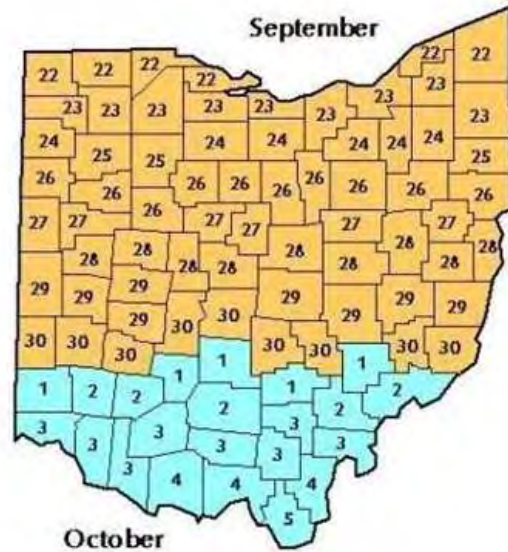 September
22 22 22 22 22 22
23 23 23 23 23 23 23 23 23
24 24 24 24 24 24
25 25 25
26 26 26 26 26 26 26 26 26
27 27 27 27 27 27
28 28 28 28 28 28 28 28 28
29 29 29 29 29 29 29 29
30 30 30 30 30 30 30 30
1 1 1 1 1
2 2 2 2 2
3 3 3 3 3 3 3 3
4 4 4
5
October